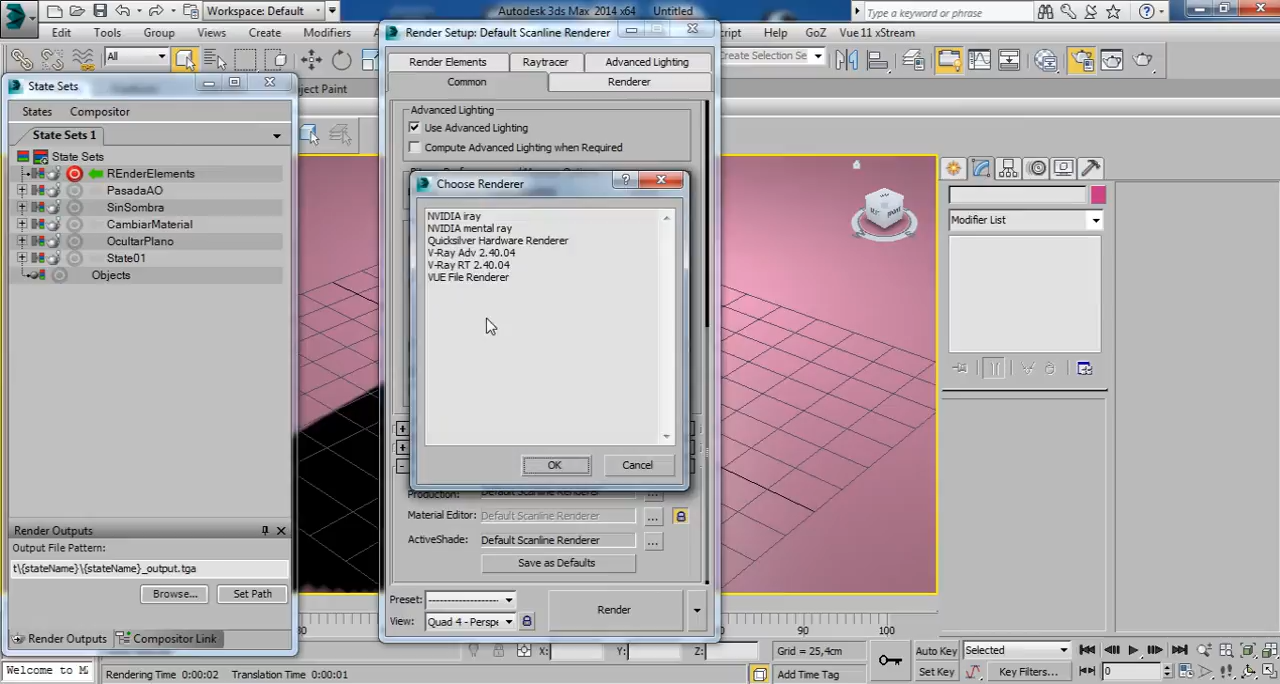 Workspace: Default
Autodesk 3ds Max 2014 x64 Untitled
Type a keyword or phrase
Edit Tools Group Views Create Modifiers
Render Setup: Default Scanline Renderer
Help GoZ Vue 11 xStream
All
Create Selection Se
State Sets
States Compositor
State Sets 1
State Sets
REnderElements
PasadaAO
SinSombra
CambiarMaterial
OcultarPlano
State01
Objects
ject Paint
Render Elements Raytracer Advanced Lighting
Common Renderer
Advanced Lighting
Use Advanced Lighting
Compute Advanced Lighting when Required
Choose Renderer
NVIDIA iray
NVIDIA mental ray
Quicksilver Hardware Renderer
V-Ray Adv 2.40.04
V-Ray RT 2.40.04
VUE File Renderer
OK Cancel
Production: Default Scanline Renderer ...
Material Editor: Default Scanline Renderer ...
ActiveShade: Default Scanline Renderer ...
Save as Defaults
Preset: --------------------
View: Quad 4 - Perspe
Render
Modifier List
Render Outputs
Output File Pattern:
t\{stateName}\{stateName}_output.tga
Browse... Set Path
Render Outputs Compositor Link
30 90 100
X: Y: Z: Grid = 25,4cm
Auto Key Selected
Set Key Key Filters... 0
Welcome to M
Rendering Time 0:00:02 Translation Time 0:00:01
Add Time Tag